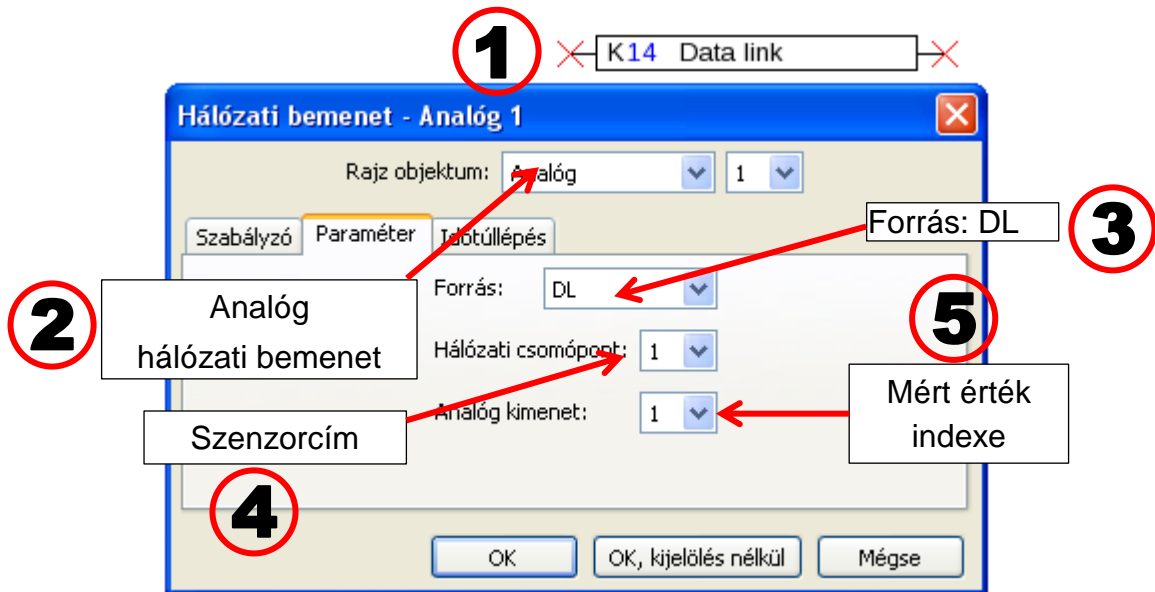 1
K14 Data link
Hálózati bemenet - Analóg 1
Rajz objektum: Analóg 1
Forrás: DL
3
Szabályzó Paraméter Időtúllépés
2
Analóg
hálózati bemenet
Forrás: DL
5
Hálózati csomópont: 1
Mért érték
indexe
Szenzorcím
Analóg kimenet: 1
4
OK OK, kijelölés nélkül Mégse